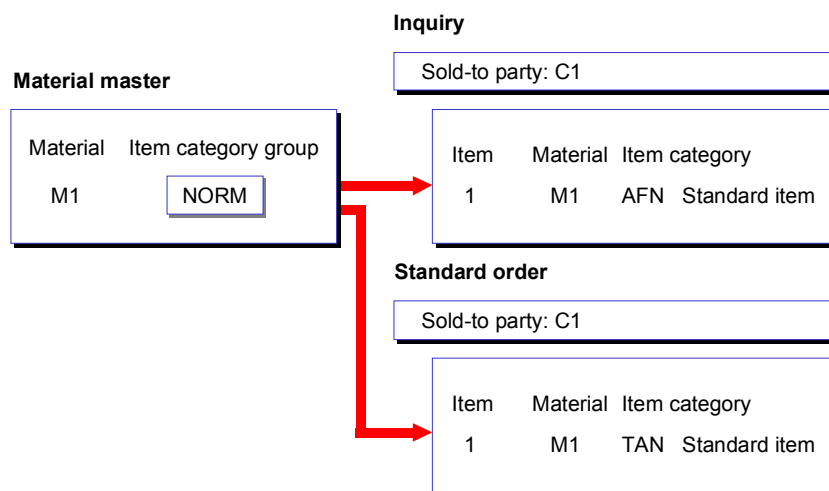 Material master
Material Item category group
M1 NORM
Inquiry
Sold-to party: C1
Item Material Item category
1 M1 AFN Standard item
Standard order
Sold-to party: C1
Item Material Item category
1 M1 TAN Standard item